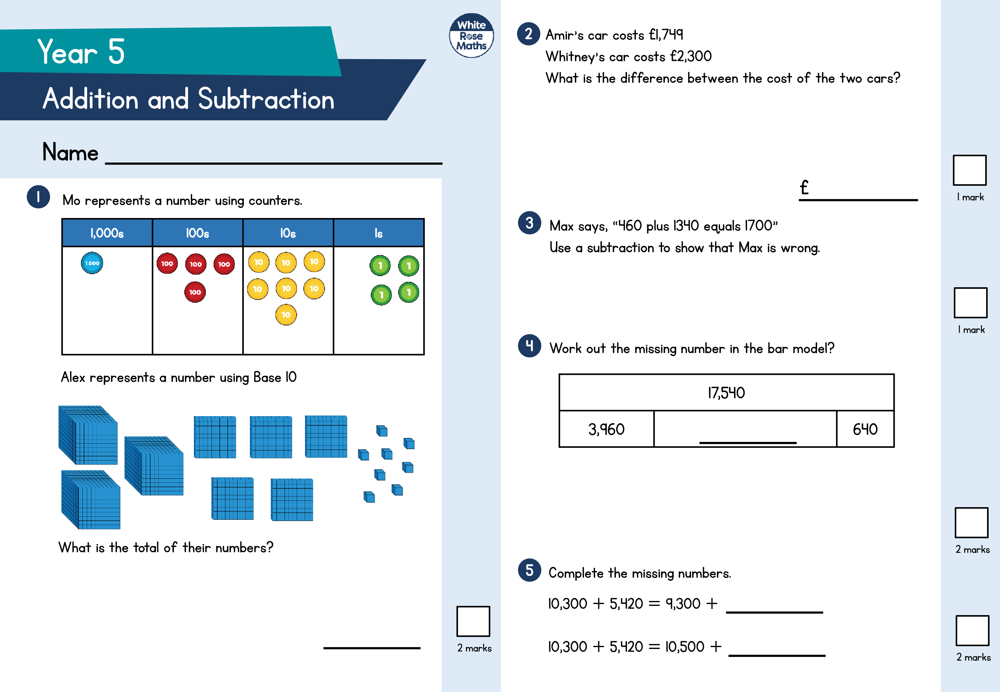 Year 5
Addition and Subtraction
White
Rose
Maths
Name
1
Mo represents a number using counters.
1,000s 100s 10s 1s
1,000 100 100 100 10 10 10 1 1
100 10 10 10 1 1
10
Alex represents a number using Base 10
What is the total of their numbers?
2 marks
2 Amir's car costs £1,749
Whitney's car costs £2,300
What is the difference between the cost of the two cars?
£
1 mark
3 Max says, “460 plus 1340 equals 1700”
Use a subtraction to show that Max is wrong.
1 mark
4 Work out the missing number in the bar model?
17,540
3,960 640
2 marks
5 Complete the missing numbers.
10,300 + 5,420 = 9,300 +
10,300 + 5,420 = 10,500 +
2 marks